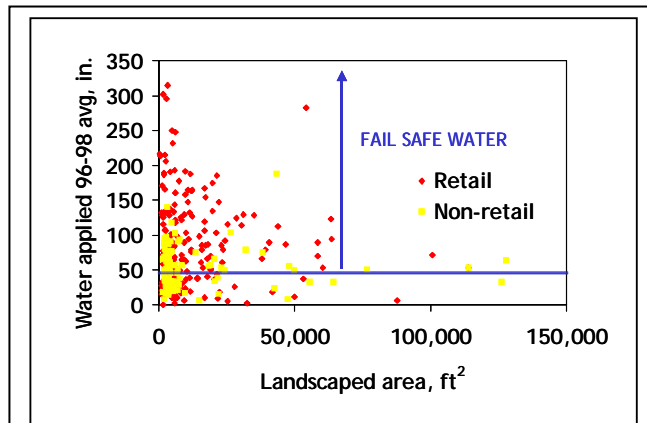 Water applied 96-98 avg, in.
350
300
250
200
150
100
50
0
FAIL SAFE WATER
Retail
Non-retail
0 50,000 100,000 150,000
Landscaped area, ft²